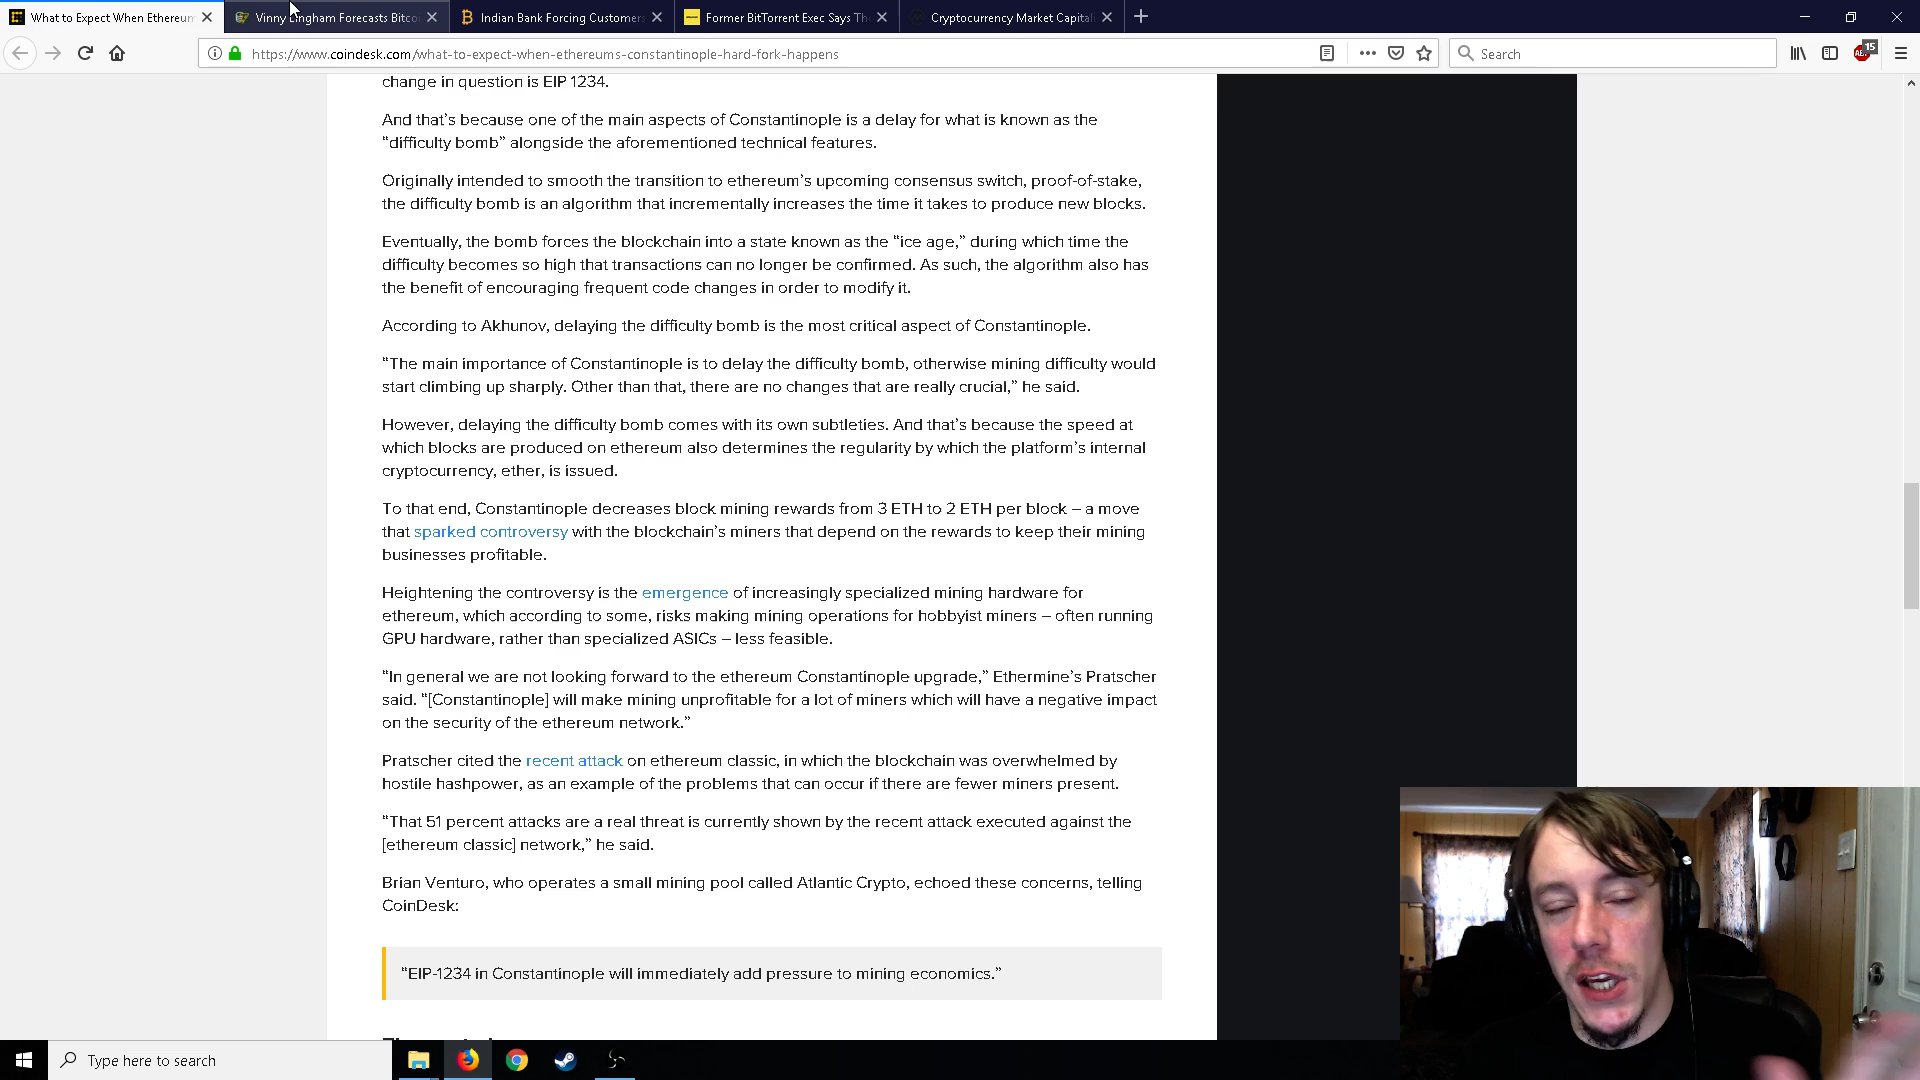 What to Expect When Ethereum
Vinny Lingham Forecasts Bitco
Indian Bank Forcing Customers
Former BitTorrent Exec Says The
Cryptocurrency Market Capital
https://www.coindesk.com/what-to-expect-when-ethereums-constantinople-hard-fork-happens
Search
15
change in question is EIP 1234.
And that’s because one of the main aspects of Constantinople is a delay for what is known as the
“difficulty bomb” alongside the aforementioned technical features.
Originally intended to smooth the transition to ethereum’s upcoming consensus switch, proof-of-stake,
the difficulty bomb is an algorithm that incrementally increases the time it takes to produce new blocks.
Eventually, the bomb forces the blockchain into a state known as the “ice age,” during which time the
difficulty becomes so high that transactions can no longer be confirmed. As such, the algorithm also has
the benefit of encouraging frequent code changes in order to modify it.
According to Akhunov, delaying the difficulty bomb is the most critical aspect of Constantinople.
“The main importance of Constantinople is to delay the difficulty bomb, otherwise mining difficulty would
start climbing up sharply. Other than that, there are no changes that are really crucial,” he said.
However, delaying the difficulty bomb comes with its own subtleties. And that’s because the speed at
which blocks are produced on ethereum also determines the regularity by which the platform’s internal
cryptocurrency, ether, is issued.
To that end, Constantinople decreases block mining rewards from 3 ETH to 2 ETH per block – a move
that sparked controversy with the blockchain’s miners that depend on the rewards to keep their mining
businesses profitable.
Heightening the controversy is the emergence of increasingly specialized mining hardware for
ethereum, which according to some, risks making mining operations for hobbyist miners – often running
GPU hardware, rather than specialized ASICs – less feasible.
“In general we are not looking forward to the ethereum Constantinople upgrade,” Ethermine’s Pratscher
said. “[Constantinople] will make mining unprofitable for a lot of miners which will have a negative impact
on the security of the ethereum network.”
Pratscher cited the recent attack on ethereum classic, in which the blockchain was overwhelmed by
hostile hashpower, as an example of the problems that can occur if there are fewer miners present.
“That 51 percent attacks are a real threat is currently shown by the recent attack executed against the
[ethereum classic] network,” he said.
Brian Venturo, who operates a small mining pool called Atlantic Crypto, echoed these concerns, telling
CoinDesk:
“EIP-1234 in Constantinople will immediately add pressure to mining economics.”
Type here to search